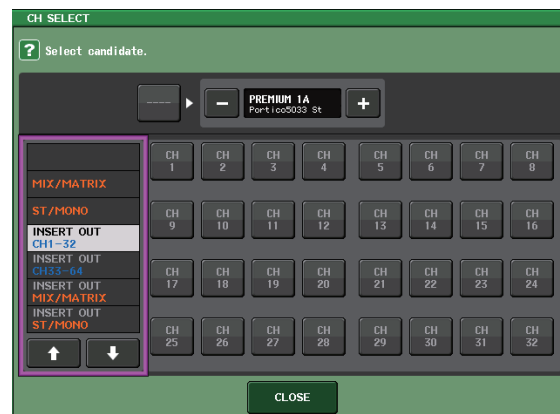 CH SELECT
? Select candidate.
----
PREMIUM 1A
Portico5033 St
MIX/MATRIX
ST/MONO
INSERT OUT
CH1-32
INSERT OUT
CH33-64
INSERT OUT
MIX/MATRIX
INSERT OUT
ST/MONO
CH 1
CH 2
CH 3
CH 4
CH 5
CH 6
CH 7
CH 8
CH 9
CH 10
CH 11
CH 12
CH 13
CH 14
CH 15
CH 16
CH 17
CH 18
CH 19
CH 20
CH 21
CH 22
CH 23
CH 24
CH 25
CH 26
CH 27
CH 28
CH 29
CH 30
CH 31
CH 32
CLOSE